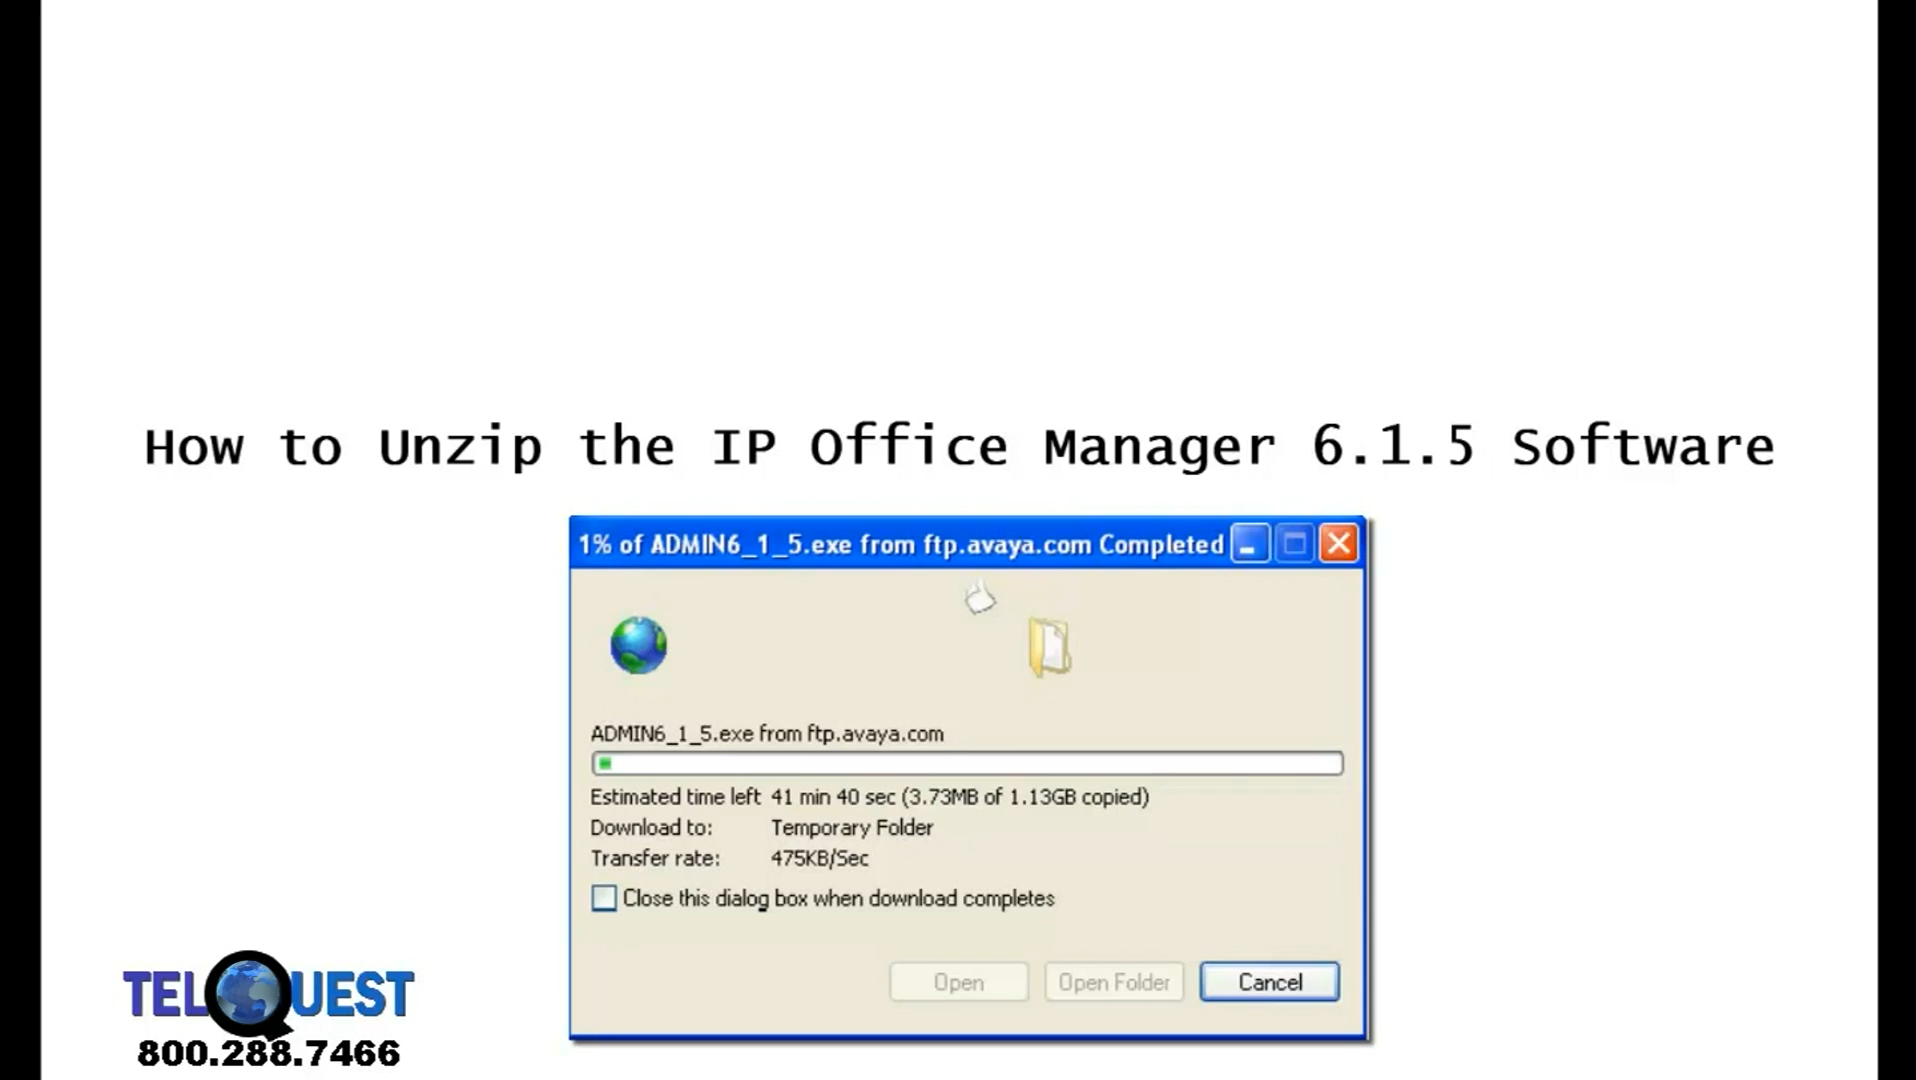 How to Unzip the IP Office Manager 6.1.5 Software
1% of ADMIN6_1_5.exe from ftp.avaya.com Completed
ADMIN6_1_5.exe from ftp.avaya.com
Estimated time left 41 min 40 sec (3.73MB of 1.13GB copied)
Download to: Temporary Folder
Transfer rate: 475KB/Sec
Close this dialog box when download completes
Open Open Folder Cancel
TELQUEST
800.288.7466